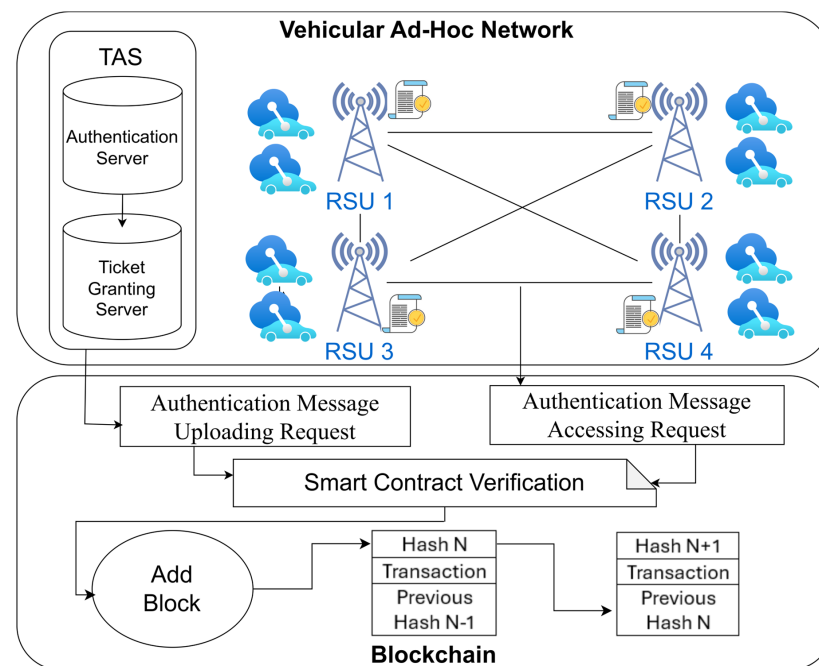 Vehicular Ad-Hoc Network
TAS
Authentication
Server
Ticket
Granting
Server
RSU 1
RSU 2
RSU 3
RSU 4
Authentication Message
Uploading Request
Authentication Message
Accessing Request
Smart Contract Verification
Add
Block
Hash N
Transaction
Previous
Hash N-1
Hash N+1
Transaction
Previous
Hash N
Blockchain